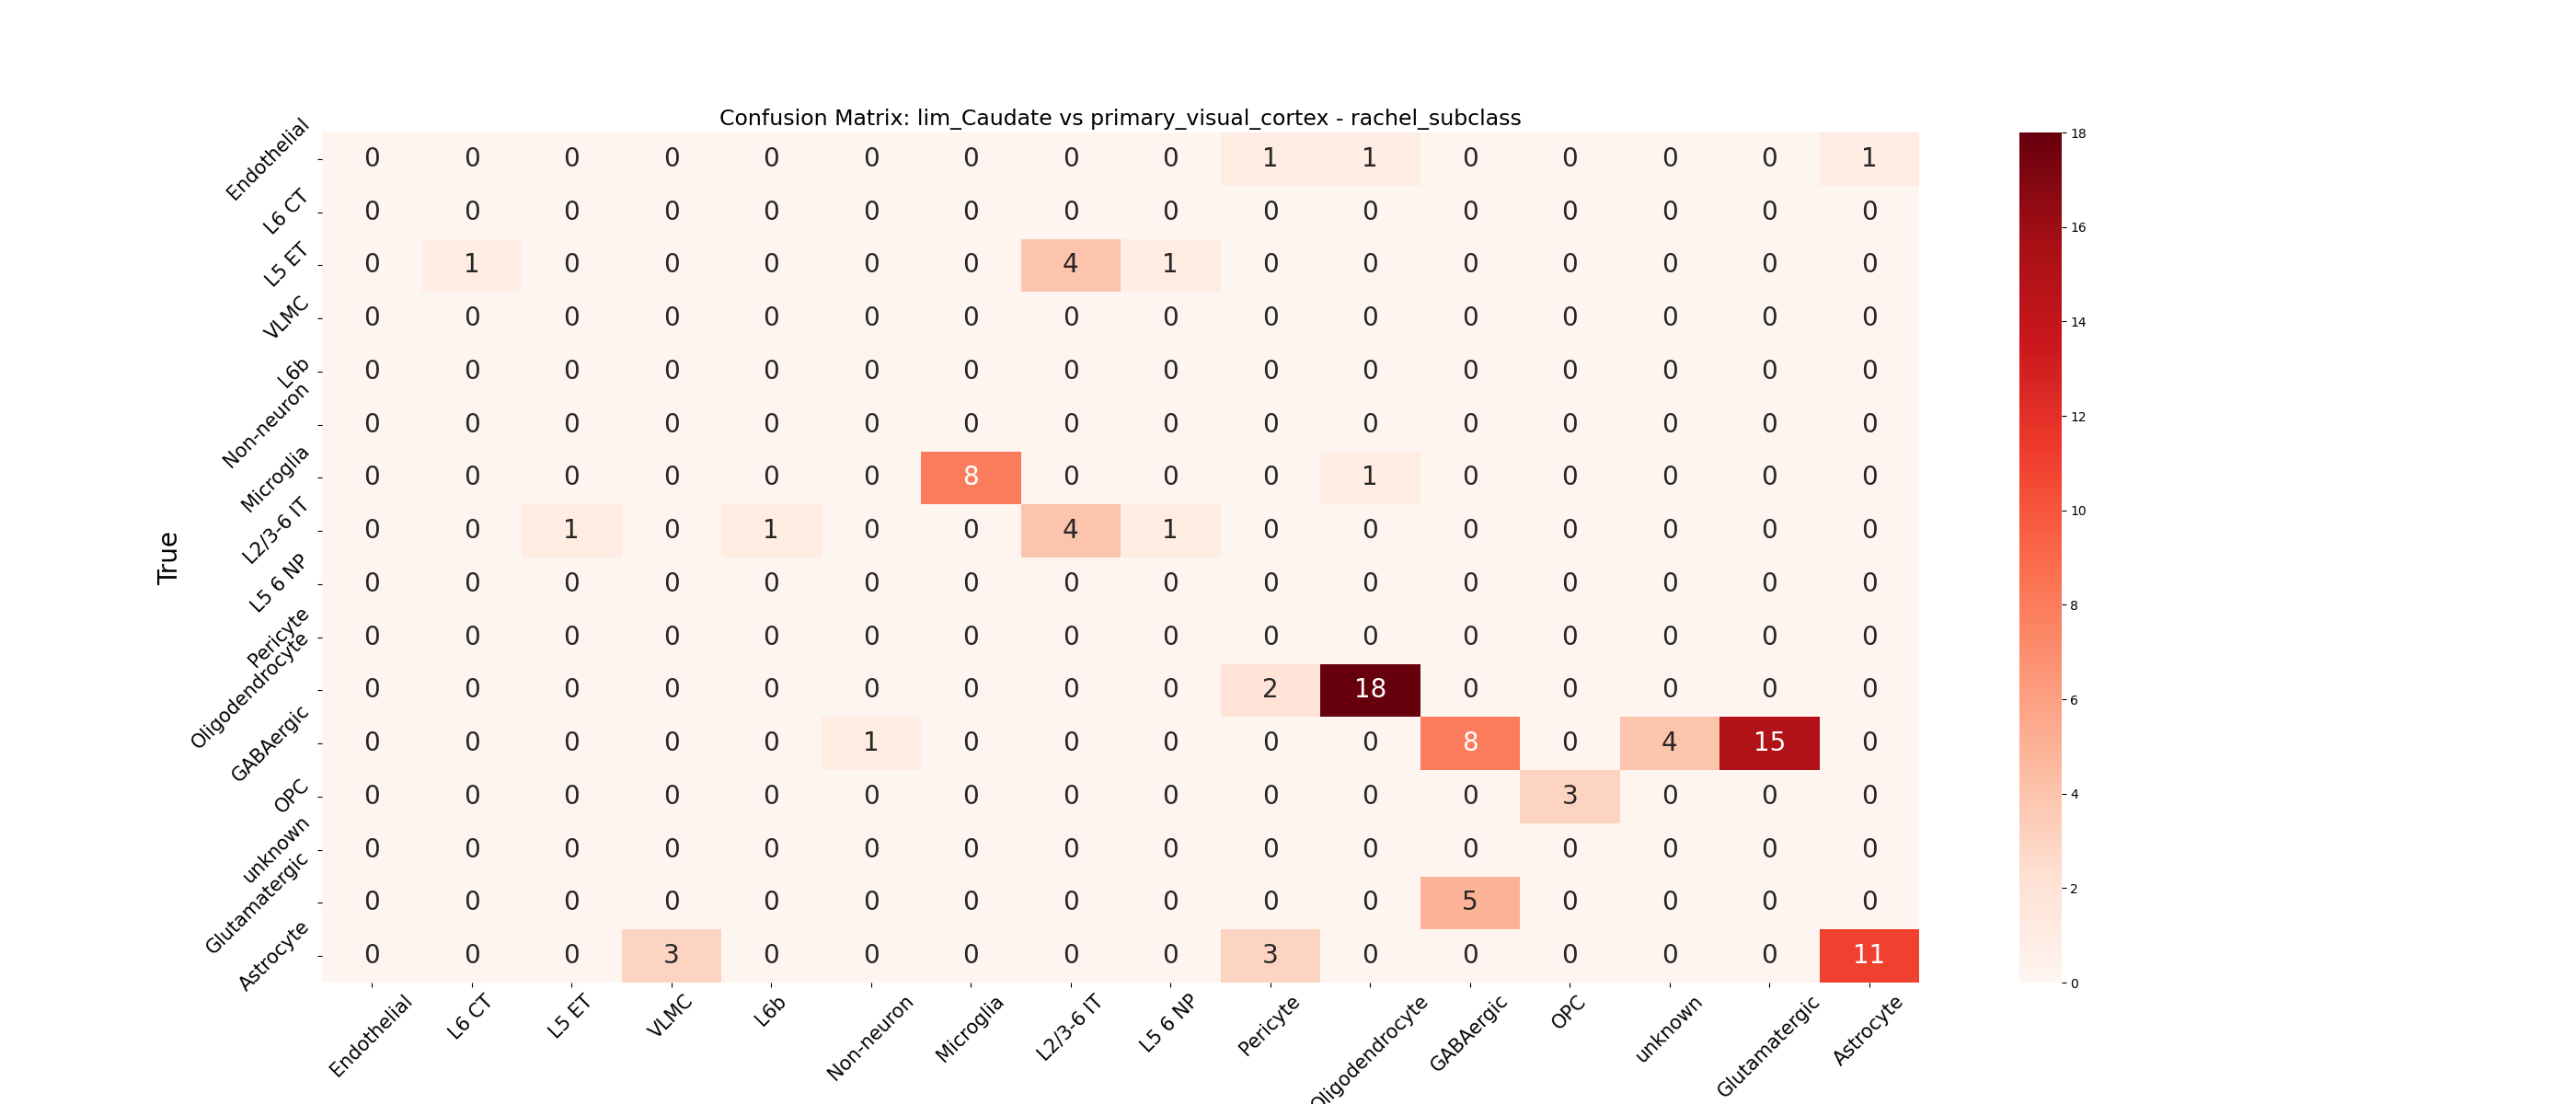 Confusion Matrix: lim_Caudate vs primary_visual_cortex - rachel_subclass
Endothelial 0 0 0 0 0 0 0 0 0 1 1 0 0 0 0 1
L6 CT 0 0 0 0 0 0 0 0 0 0 0 0 0 0 0 0
L5 ET 0 1 0 0 0 0 0 4 1 0 0 0 0 0 0 0
VLMC 0 0 0 0 0 0 0 0 0 0 0 0 0 0 0 0
L6b 0 0 0 0 0 0 0 0 0 0 0 0 0 0 0 0
Non-neuron 0 0 0 0 0 0 0 0 0 0 0 0 0 0 0 0
Microglia 0 0 0 0 0 0 8 0 0 0 1 0 0 0 0 0
L2/3-6 IT 0 0 1 0 1 0 0 4 1 0 0 0 0 0 0 0
L5 6 NP 0 0 0 0 0 0 0 0 0 0 0 0 0 0 0 0
Pericyte 0 0 0 0 0 0 0 0 0 0 0 0 0 0 0 0
Oligodendrocyte 0 0 0 0 0 0 0 0 0 2 18 0 0 0 0 0
GABAergic 0 0 0 0 0 1 0 0 0 0 0 8 0 4 15 0
OPC 0 0 0 0 0 0 0 0 0 0 0 0 3 0 0 0
unknown 0 0 0 0 0 0 0 0 0 0 0 0 0 0 0 0
Glutamatergic 0 0 0 0 0 0 0 0 0 0 0 5 0 0 0 0
Astrocyte 0 0 0 3 0 0 0 0 0 3 0 0 0 0 0 11
True
Endothelial L6 CT L5 ET VLMC L6b Non-neuron Microglia L2/3-6 IT L5 6 NP Pericyte Oligodendrocyte GABAergic OPC unknown Glutamatergic Astrocyte
18
16
14
12
10
8
6
4
2
0